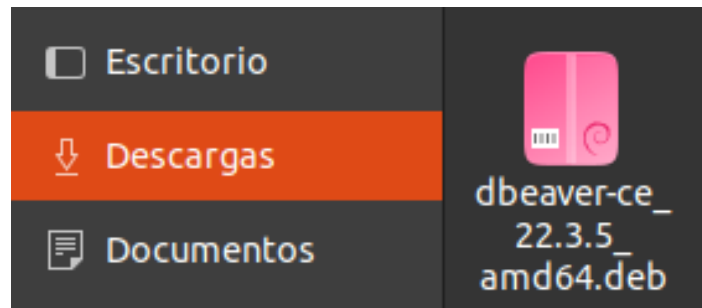 Escritorio
Descargas
Documentos
dbeaver-ce_
22.3.5_
amd64.deb